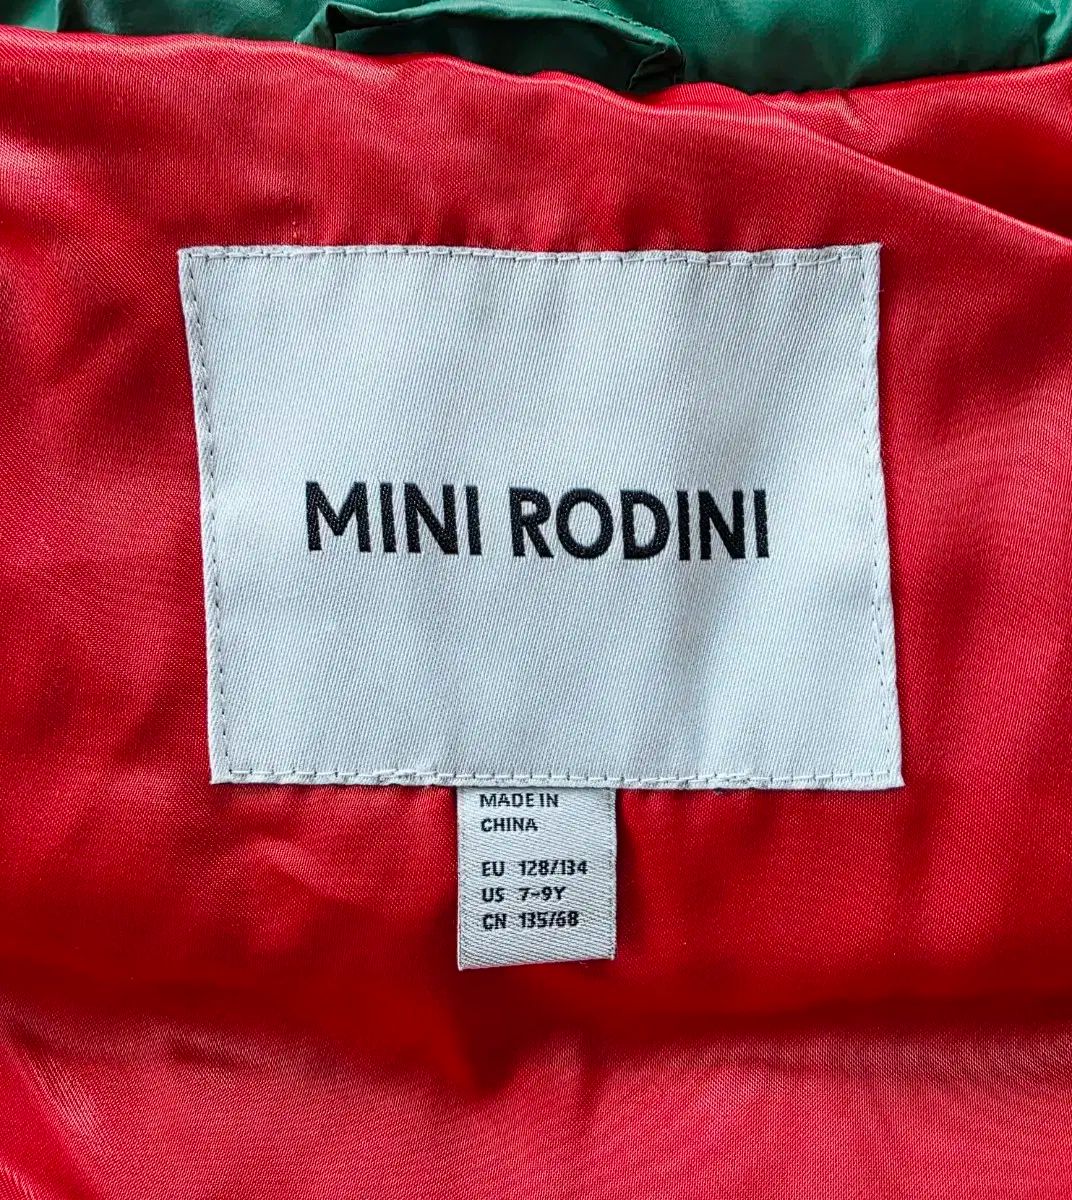 MINI RODINI
MADE IN
CHINA
EU 128/134
US 7-9Y
CN 135/68